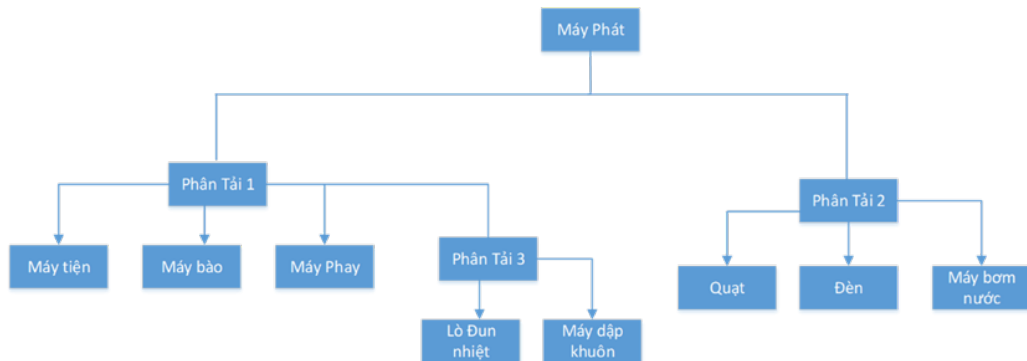 Máy Phát
Phân Tải 1
Phân Tải 2
Máy tiện
Máy bào
Máy Phay
Phân Tải 3
Quạt
Đèn
Máy bơm
nước
Lò Đun
nhiệt
Máy dập
khuôn